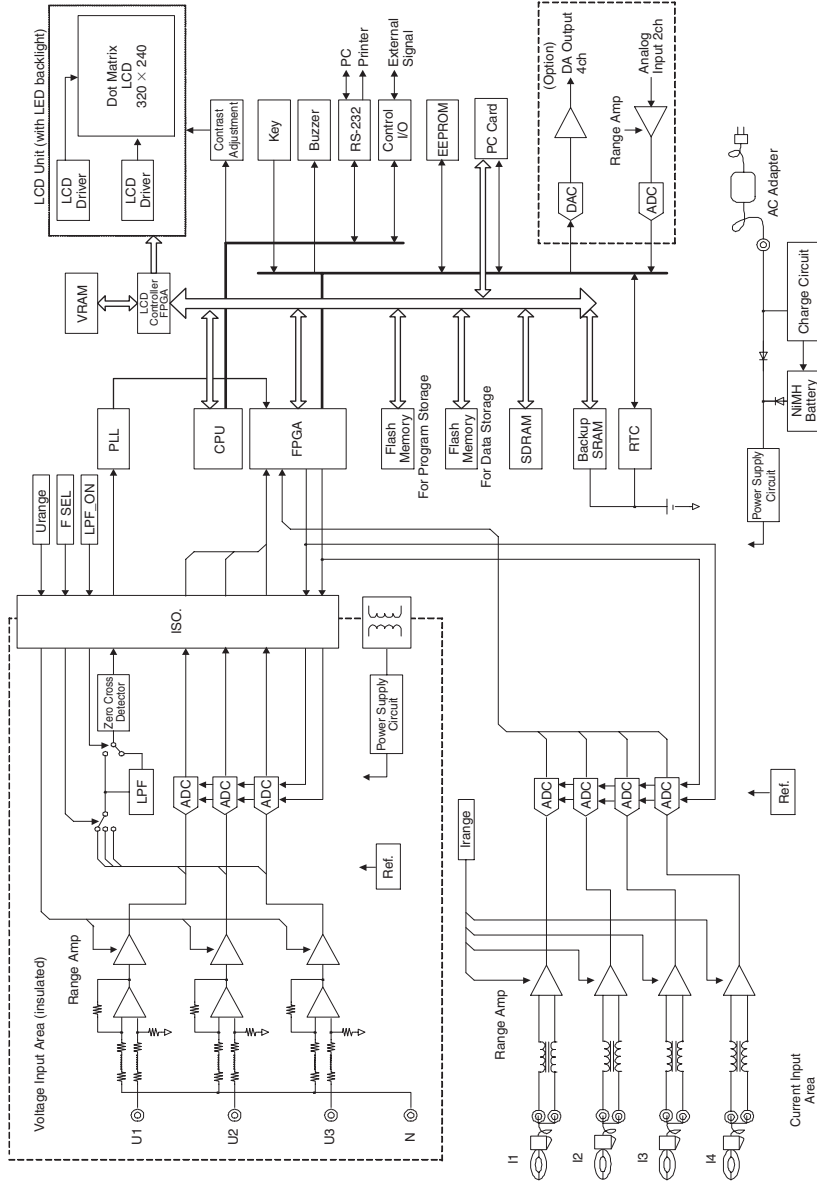 Voltage Input Area (insulated)
U1
U2
U3
N
Range Amp
Ref.
ADC
ADC
ADC
LPF
Zero Cross
Detector
Power Supply
Circuit
ISO.
Urange
F SEL
LPF_ON
PLL
CPU
FPGA
Flash
Memory
For Program Storage
Flash
Memory
For Data Storage
SDRAM
Backup
SRAM
RTC
VRAM
LCD
Controller
FPGA
LCD Unit (with LED backlight)
LCD
Driver
LCD
Driver
Dot Matrix
LCD
320 × 240
Contrast
Adjustment
Key
Buzzer
RS-232
PC
Printer
Control
I/O
External
Signal
EEPROM
PC Card
(Option)
DA Output
4ch
DAC
Analog
Input 2ch
Range Amp
ADC
I1
I2
I3
I4
Current Input
Area
Range Amp
Irange
ADC
ADC
ADC
ADC
Ref.
Power Supply
Circuit
NiMH
Battery
Charge Circuit
AC Adapter